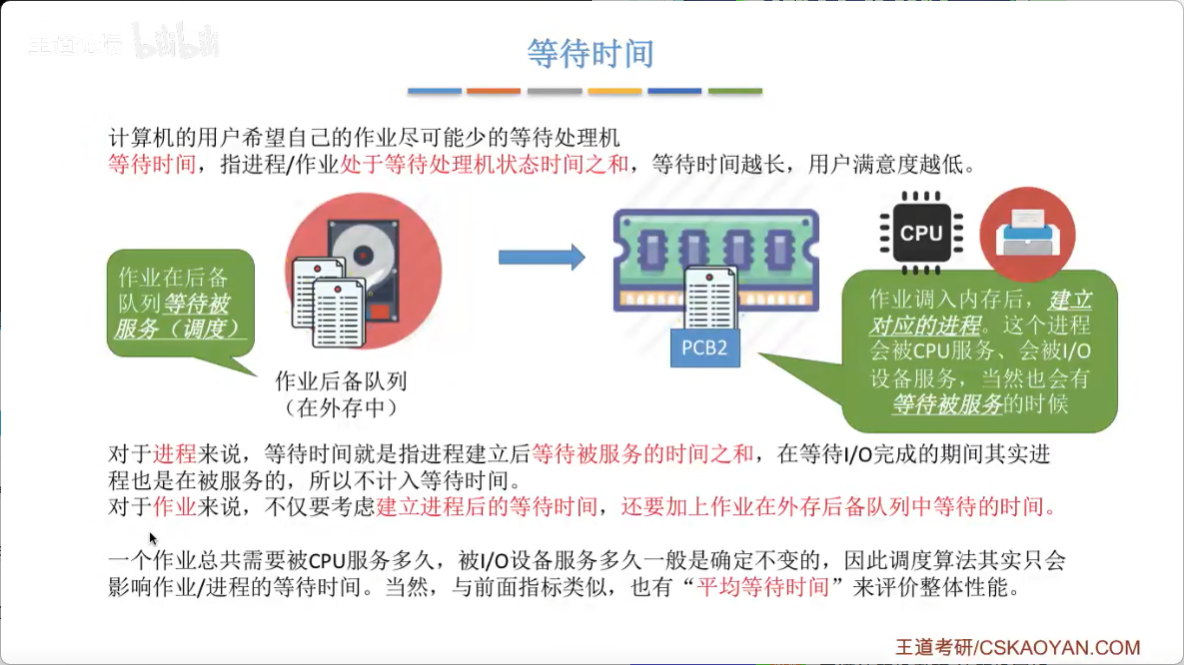 王道论坛 bilibili
等待时间
计算机的用户希望自己的作业尽可能少的等待处理机
等待时间，指进程/作业处于等待处理机状态时间之和，等待时间越长，用户满意度越低。
作业在后备
队列等待被
服务（调度）
作业后备队列
（在外存中）
PCB2
CPU
作业调入内存后，建立
对应的进程。这个进程
会被CPU服务、会被I/O
设备服务，当然也会有
等待被服务的时候
对于进程来说，等待时间就是指进程建立后等待被服务的时间之和，在等待I/O完成的期间其实进
程也是在被服务的，所以不计入等待时间。
对于作业来说，不仅要考虑建立进程后的等待时间，还要加上作业在外存后备队列中等待的时间。
一个作业总共需要被CPU服务多久，被I/O设备服务多久一般是确定不变的，因此调度算法其实只会
影响作业/进程的等待时间。当然，与前面指标类似，也有“平均等待时间”来评价整体性能。
王道考研/CSKAOYAN.COM